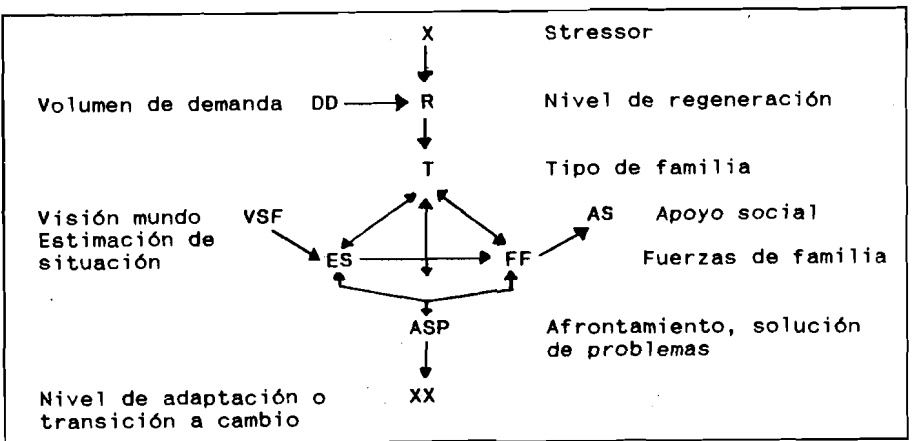 X Stressor
Volumen de demanda DD R Nivel de regeneración
T Tipo de familia
Visión mundo VSF AS Apoyo social
Estimación de
situación ES FF Fuerzas de familia
ASP Afrontamiento, solución
de problemas
Nivel de adaptación o XX
transición a cambio